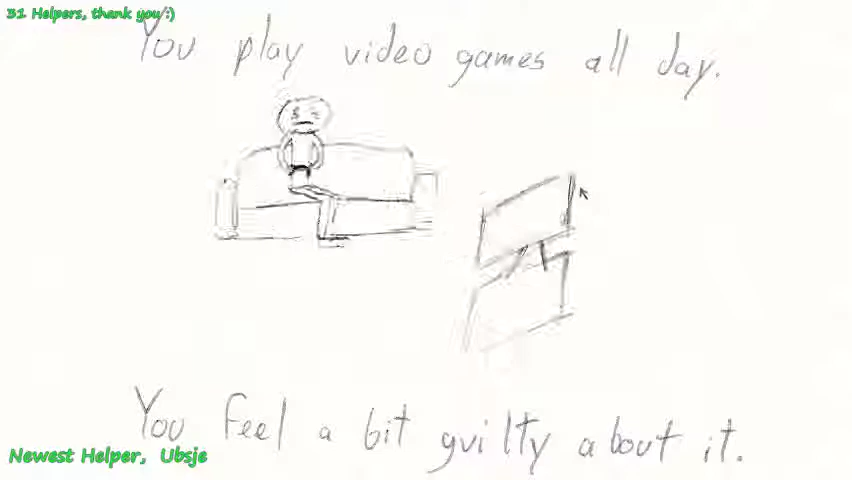 31 Helpers, thank you :)
You play video games all day.
You feel a bit guilty about it.
Newest Helper, Ubsje